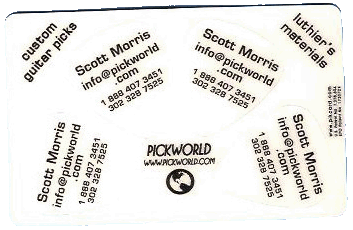 custom
guitar picks
Scott Morris
info@pickworld
.com
1 888 407 3451
302 328 7525
Scott Morris
info@pickworld
.com
1 888 407 3451
302 328 7525
luthier's
materials
Scott Morris
info@pickworld
.com
1 888 407 3451
302 328 7525
PICKWORLD
WWW.PICKWORLD.COM
Scott Morris
info@pickworld
.com
1 888 407 3451
302 328 7525